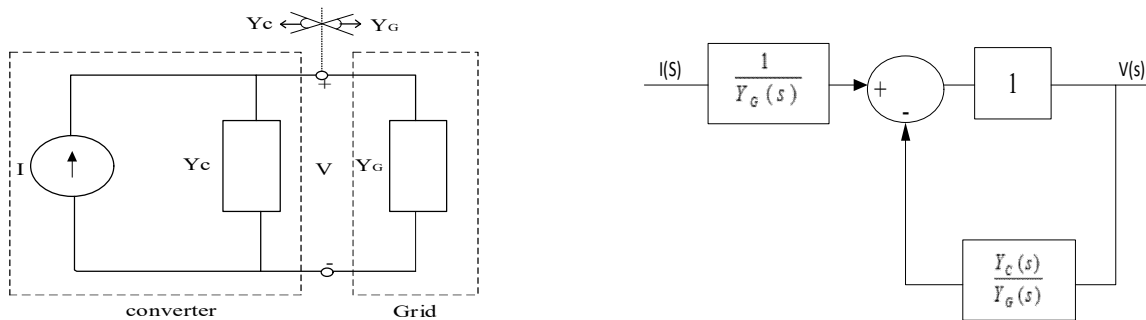 Yc YG
I Yc V YG
+
-
converter Grid
I(S) 1 / YG(s) + - 1 V(s)
YC(s) / YG(s)